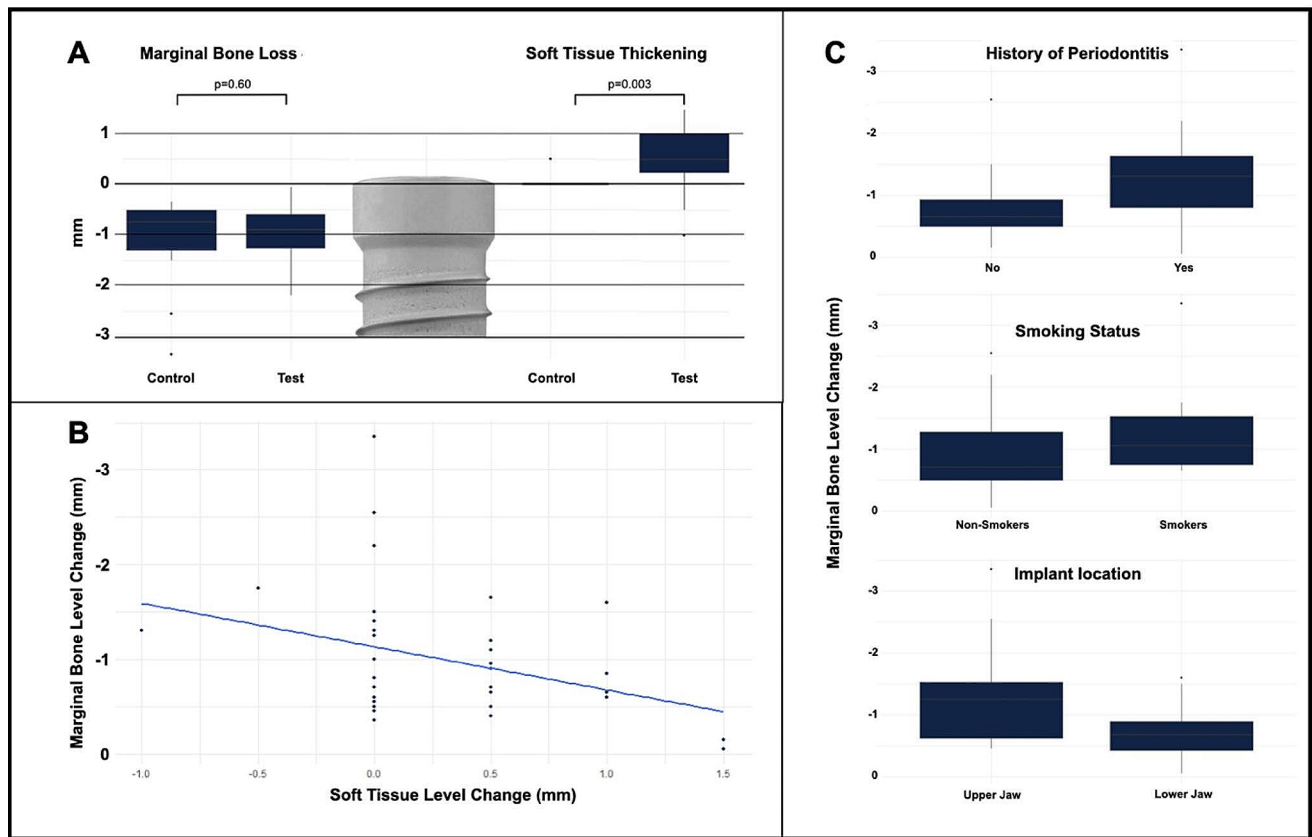 A
Marginal Bone Loss
Soft Tissue Thickening
p=0.60
p=0.003
1
0
-1
-2
-3
mm
Control
Test
Control
Test
B
-3
-2
-1
0
Marginal Bone Level Change (mm)
-1.0
-0.5
0.0
0.5
1.0
1.5
Soft Tissue Level Change (mm)
C
Marginal Bone Level Change (mm)
History of Periodontitis
-3
-2
-1
0
No
Yes
Smoking Status
-3
-2
-1
0
Non-Smokers
Smokers
Implant location
-3
-2
-1
0
Upper Jaw
Lower Jaw